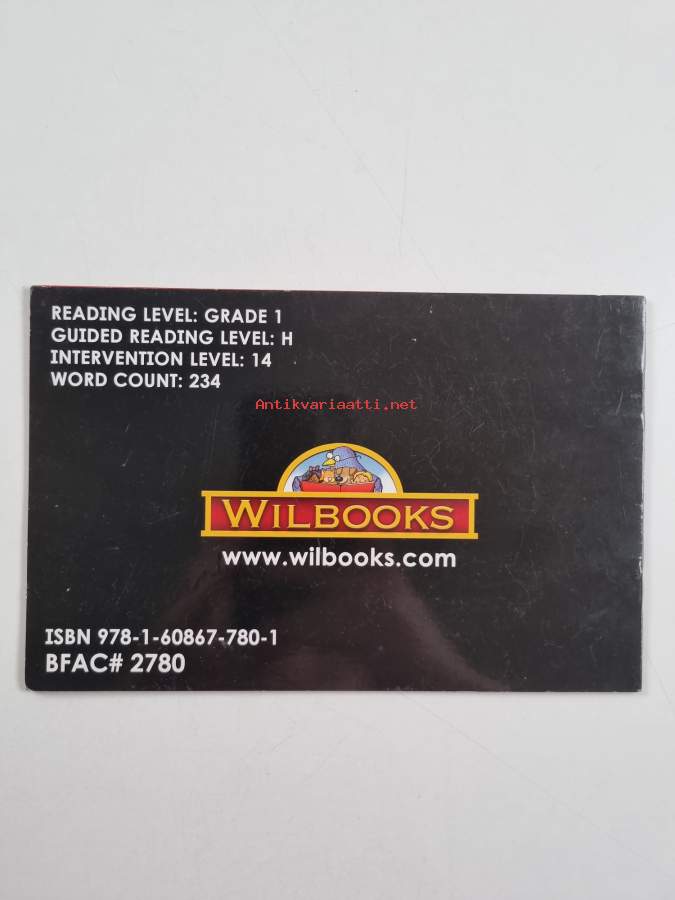 READING LEVEL: GRADE 1
GUIDED READING LEVEL: H
INTERVENTION LEVEL: 14
WORD COUNT: 234
Antikvariaatti.net
WILBOOKS
www.wilbooks.com
ISBN 978-1-60867-780-1
BFAC# 2780